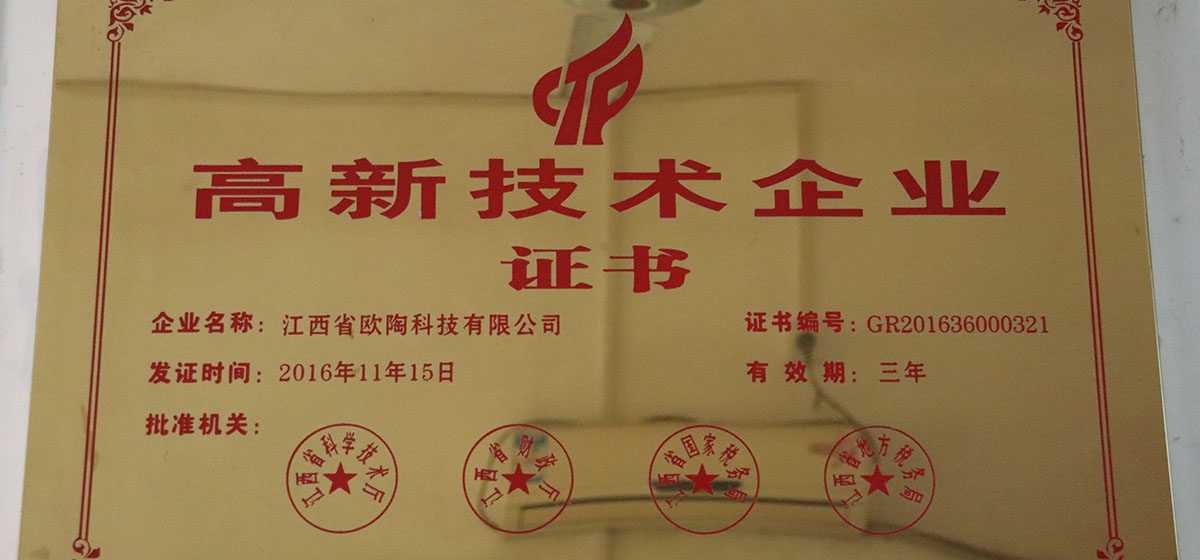 高新技术企业
证书
企业名称：江西省欧陶科技有限公司
证书编号：GR201636000321
发证时间：2016年11年15日
有效期：三年
批准机关：
江西省科学技术厅
江西省财政厅
江西省国家税务局
江西省地方税务局